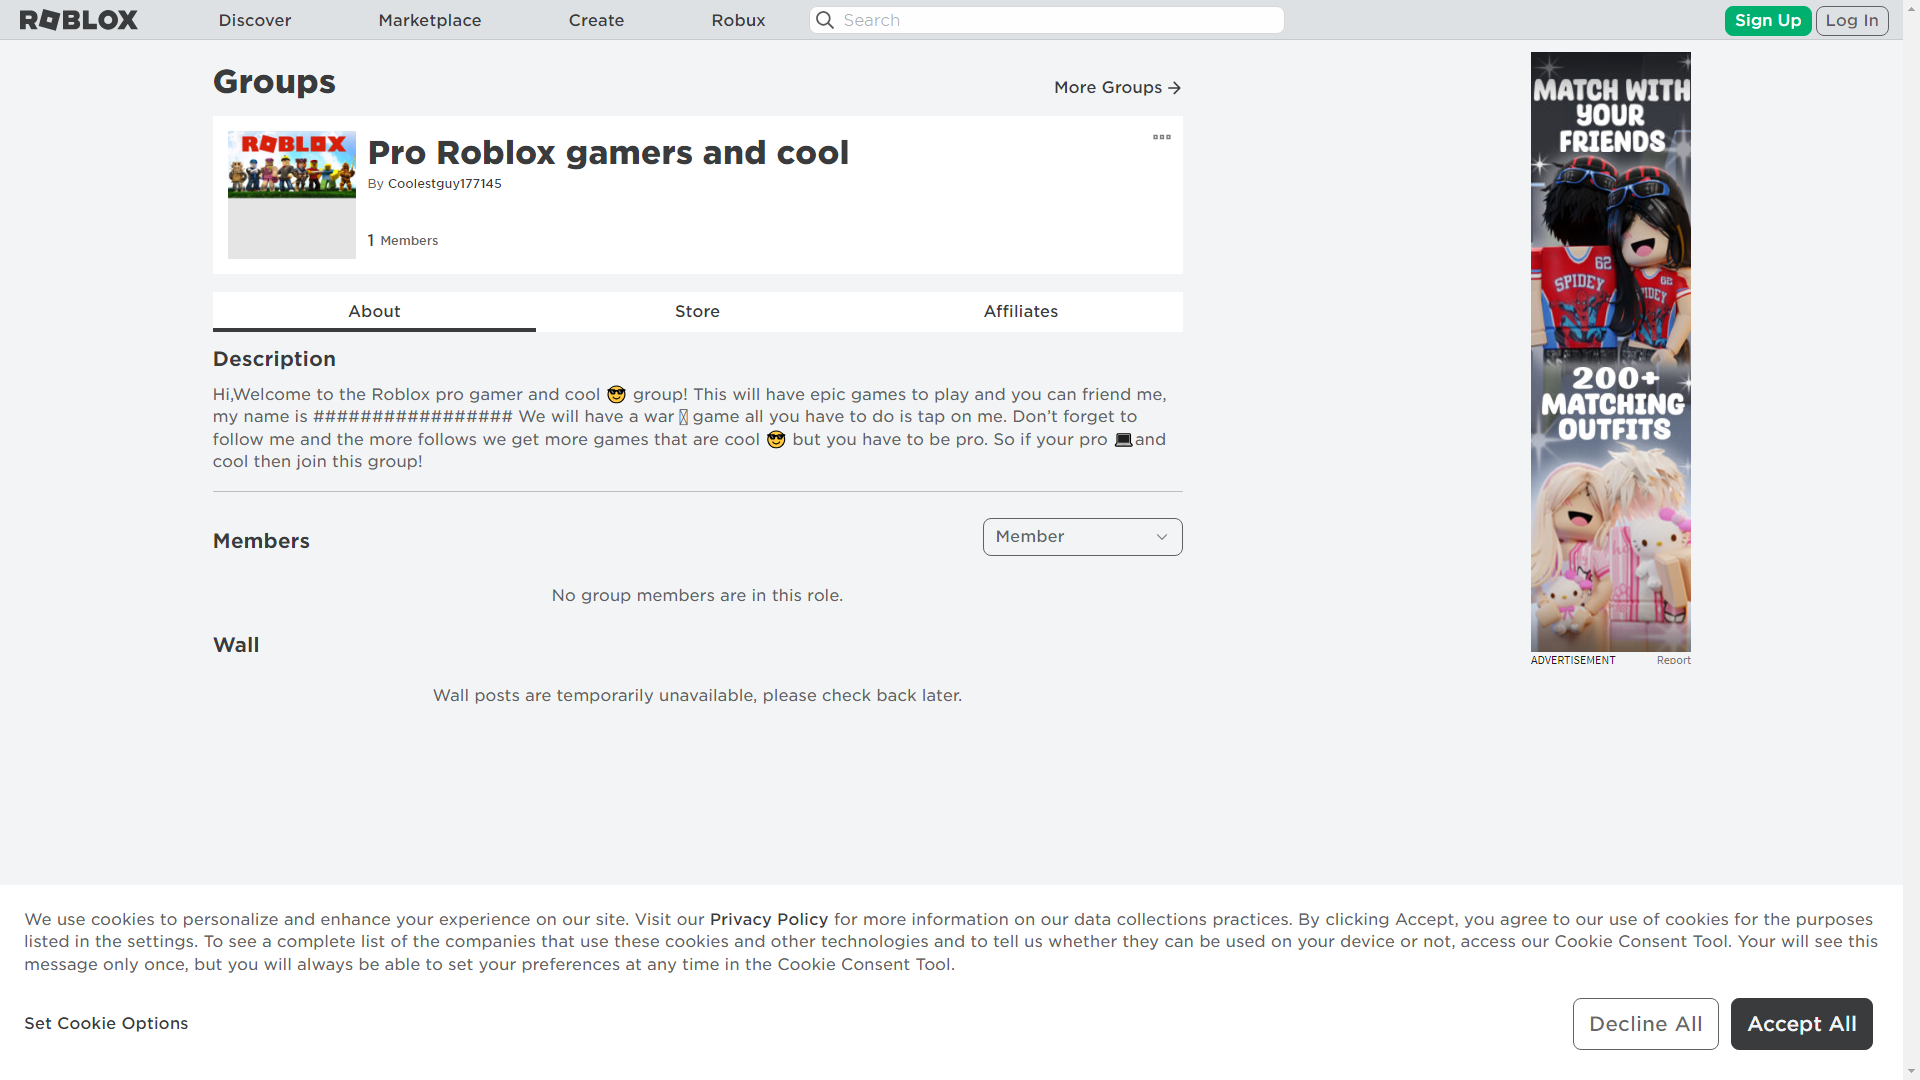 ROBLOX
Discover
Marketplace
Create
Robux
Search
Sign Up
Log In
Groups
More Groups →
ROBLOX
Pro Roblox gamers and cool
By Coolestguy177145
1 Members
About
Store
Affiliates
Description
Hi,Welcome to the Roblox pro gamer and cool 😎 group! This will have epic games to play and you can friend me,
my name is ################# We will have a war game all you have to do is tap on me. Don’t forget to
follow me and the more follows we get more games that are cool 😎 but you have to be pro. So if your pro 💻and
cool then join this group!
Members
Member
No group members are in this role.
Wall
Wall posts are temporarily unavailable, please check back later.
MATCH WITH
YOUR
FRIENDS
62
SPIDEY
62
PIDEY
200+
MATCHING
OUTFITS
ADVERTISEMENT
Report
We use cookies to personalize and enhance your experience on our site. Visit our Privacy Policy for more information on our data collections practices. By clicking Accept, you agree to our use of cookies for the purposes
listed in the settings. To see a complete list of the companies that use these cookies and other technologies and to tell us whether they can be used on your device or not, access our Cookie Consent Tool. Your will see this
message only once, but you will always be able to set your preferences at any time in the Cookie Consent Tool.
Set Cookie Options
Decline All
Accept All